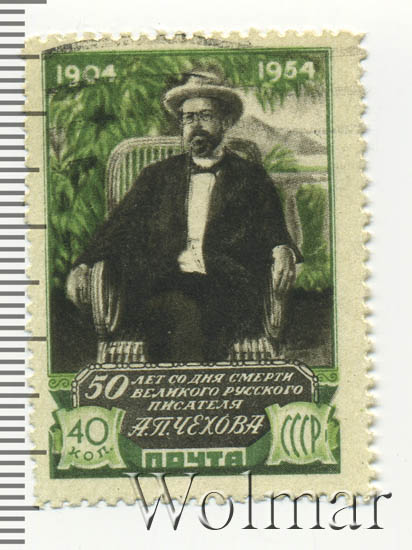 1904 1954
50 ЛЕТ СО ДНЯ СМЕРТИ
ВЕЛИКОГО РУССКОГО
ПИСАТЕЛЯ
А.П.ЧЕХОВА
40
КОП.
СССР
ПОЧТА
Wolmar